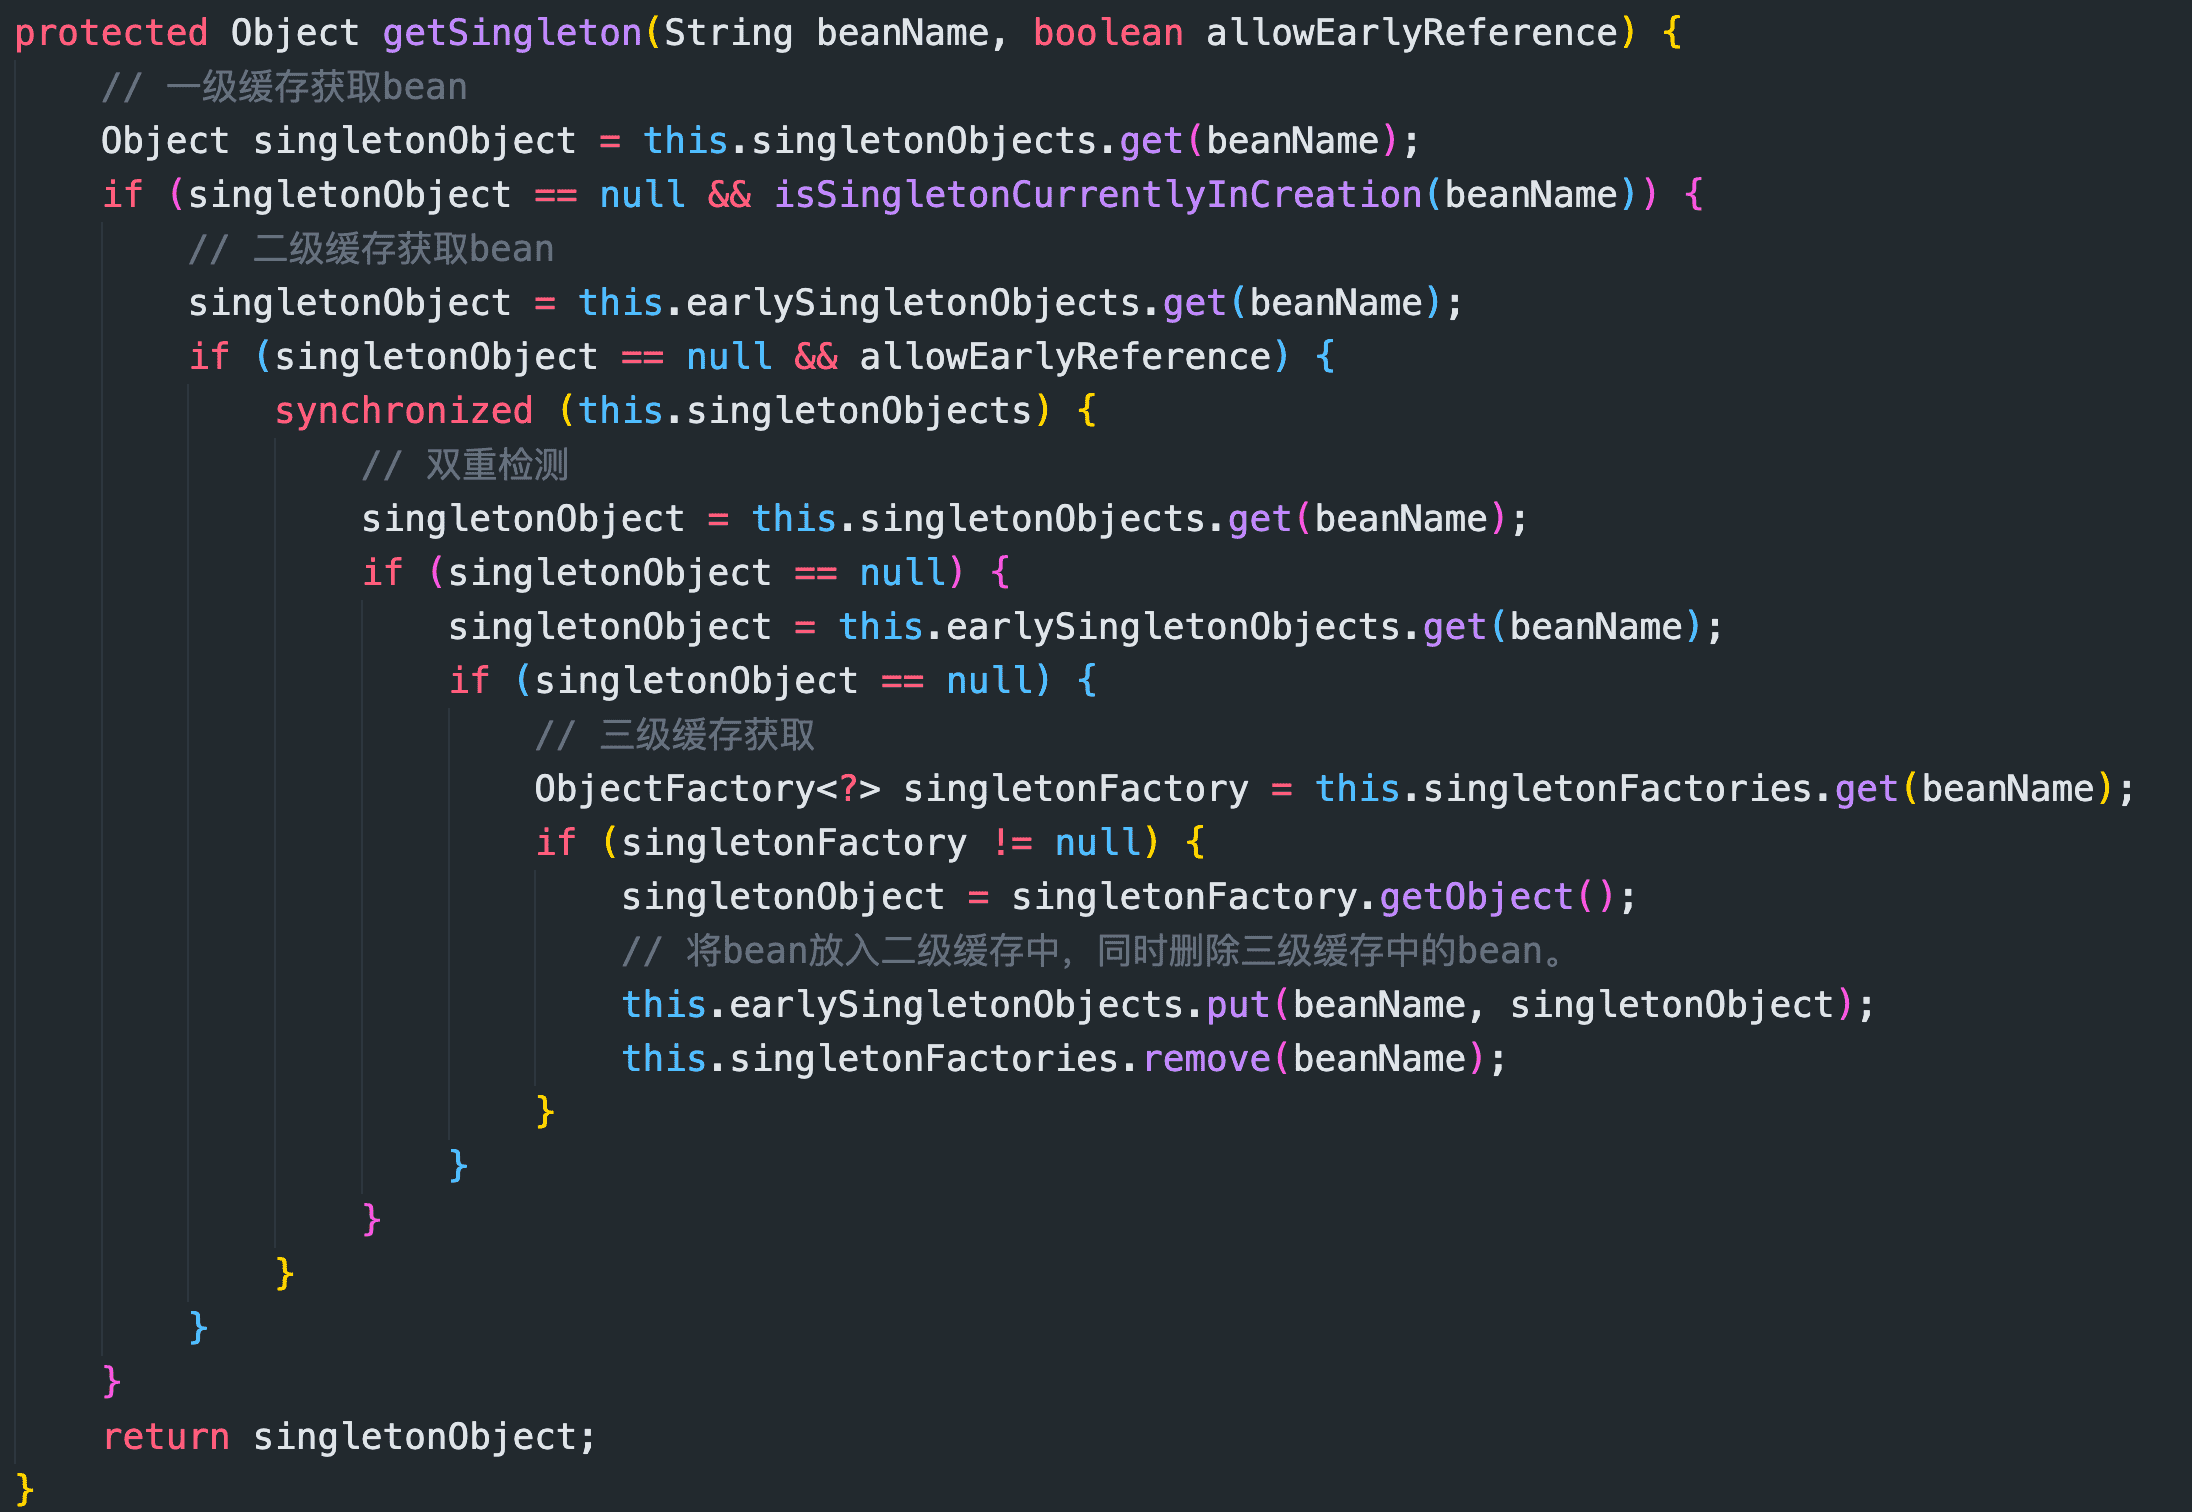 protected Object getSingleton(String beanName, boolean allowEarlyReference) {
    // 一级缓存获取bean
    Object singletonObject = this.singletonObjects.get(beanName);
    if (singletonObject == null && isSingletonCurrentlyInCreation(beanName)) {
        // 二级缓存获取bean
        singletonObject = this.earlySingletonObjects.get(beanName);
        if (singletonObject == null && allowEarlyReference) {
            synchronized (this.singletonObjects) {
                // 双重检测
                singletonObject = this.singletonObjects.get(beanName);
                if (singletonObject == null) {
                    singletonObject = this.earlySingletonObjects.get(beanName);
                    if (singletonObject == null) {
                        // 三级缓存获取
                        ObjectFactory<?> singletonFactory = this.singletonFactories.get(beanName);
                        if (singletonFactory != null) {
                            singletonObject = singletonFactory.getObject();
                            // 将bean放入二级缓存中，同时删除三级缓存中的bean。
                            this.earlySingletonObjects.put(beanName, singletonObject);
                            this.singletonFactories.remove(beanName);
                        }
                    }
                }
            }
        }
    }
    return singletonObject;
}